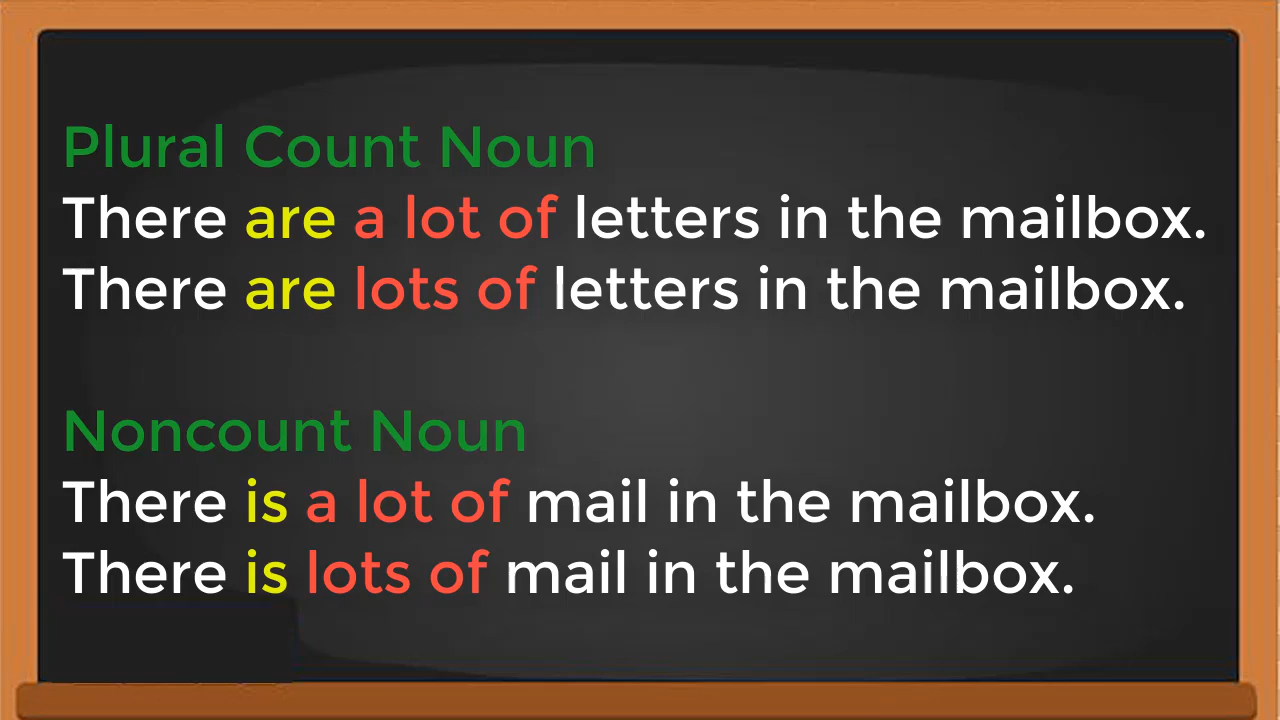 Plural Count Noun
There are a lot of letters in the mailbox.
There are lots of letters in the mailbox.
Noncount Noun
There is a lot of mail in the mailbox.
There is lots of mail in the mailbox.